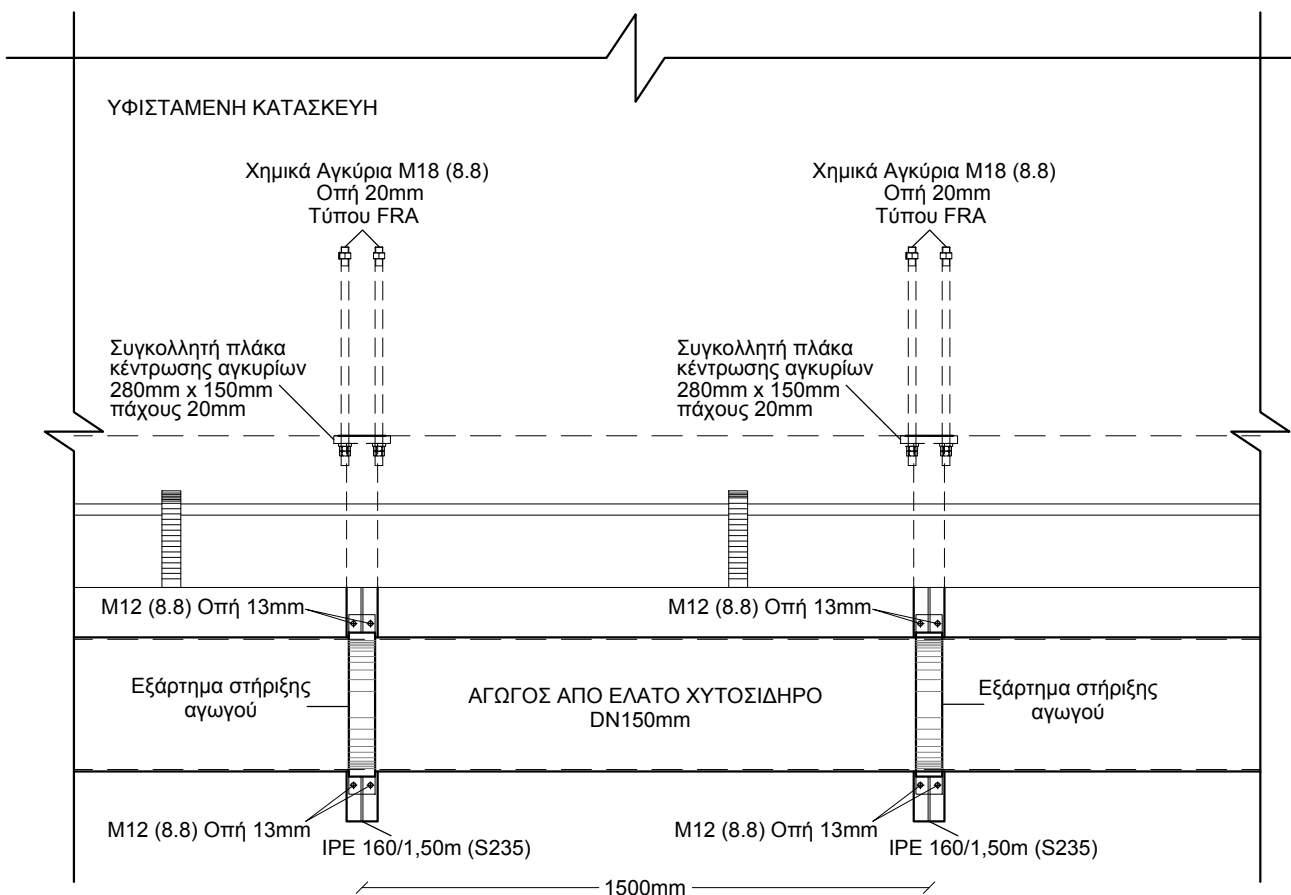 ΥΦΙΣΤΑΜΕΝΗ ΚΑΤΑΣΚΕΥΗ
Χημικά Αγκύρια M18 (8.8)
Οπή 20mm
Τύπου FRA
Χημικά Αγκύρια M18 (8.8)
Οπή 20mm
Τύπου FRA
Συγκολλητή πλάκα
κέντρωσης αγκυρίων
280mm x 150mm
πάχους 20mm
Συγκολλητή πλάκα
κέντρωσης αγκυρίων
280mm x 150mm
πάχους 20mm
M12 (8.8) Οπή 13mm
M12 (8.8) Οπή 13mm
Εξάρτημα στήριξης
αγωγού
ΑΓΩΓΟΣ ΑΠΟ ΕΛΑΤΟ ΧΥΤΟΣΙΔΗΡΟ
DN150mm
Εξάρτημα στήριξης
αγωγού
M12 (8.8) Οπή 13mm
M12 (8.8) Οπή 13mm
IPE 160/1,50m (S235)
IPE 160/1,50m (S235)
1500mm